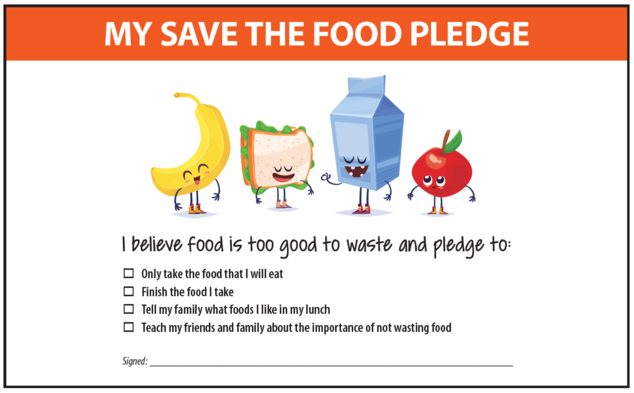 MY SAVE THE FOOD PLEDGE
I believe food is too good to waste and pledge to:
Only take the food that I will eat
Finish the food I take
Tell my family what foods I like in my lunch
Teach my friends and family about the importance of not wasting food
Signed: